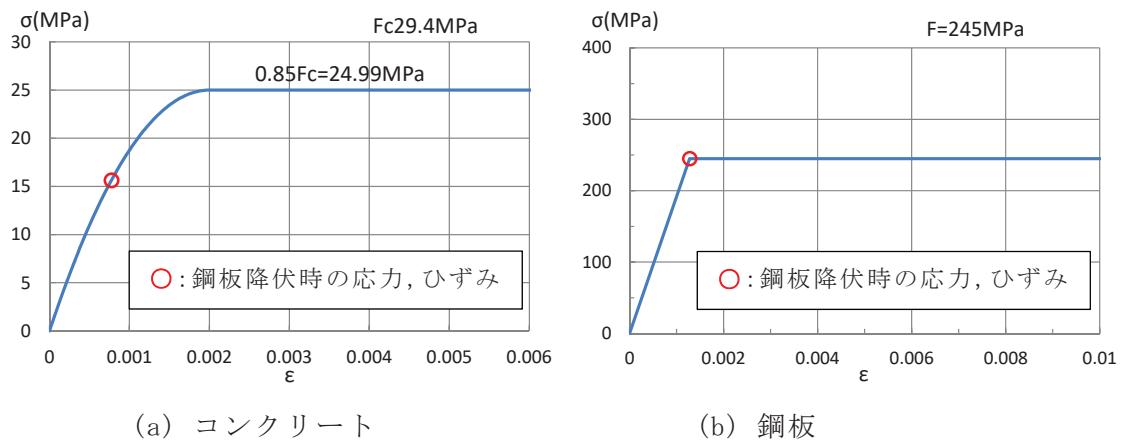 σ(MPa)
Fc29.4MPa
30
25
20
15
10
5
0
0.85Fc=24.99MPa
○:鋼板降伏時の応力,ひずみ
0 0.001 0.002 0.003 0.004 0.005 0.006
ε
(a) コンクリート
σ(MPa)
F=245MPa
400
300
200
100
0
○:鋼板降伏時の応力,ひずみ
0 0.002 0.004 0.006 0.008 0.01
ε
(b) 鋼板